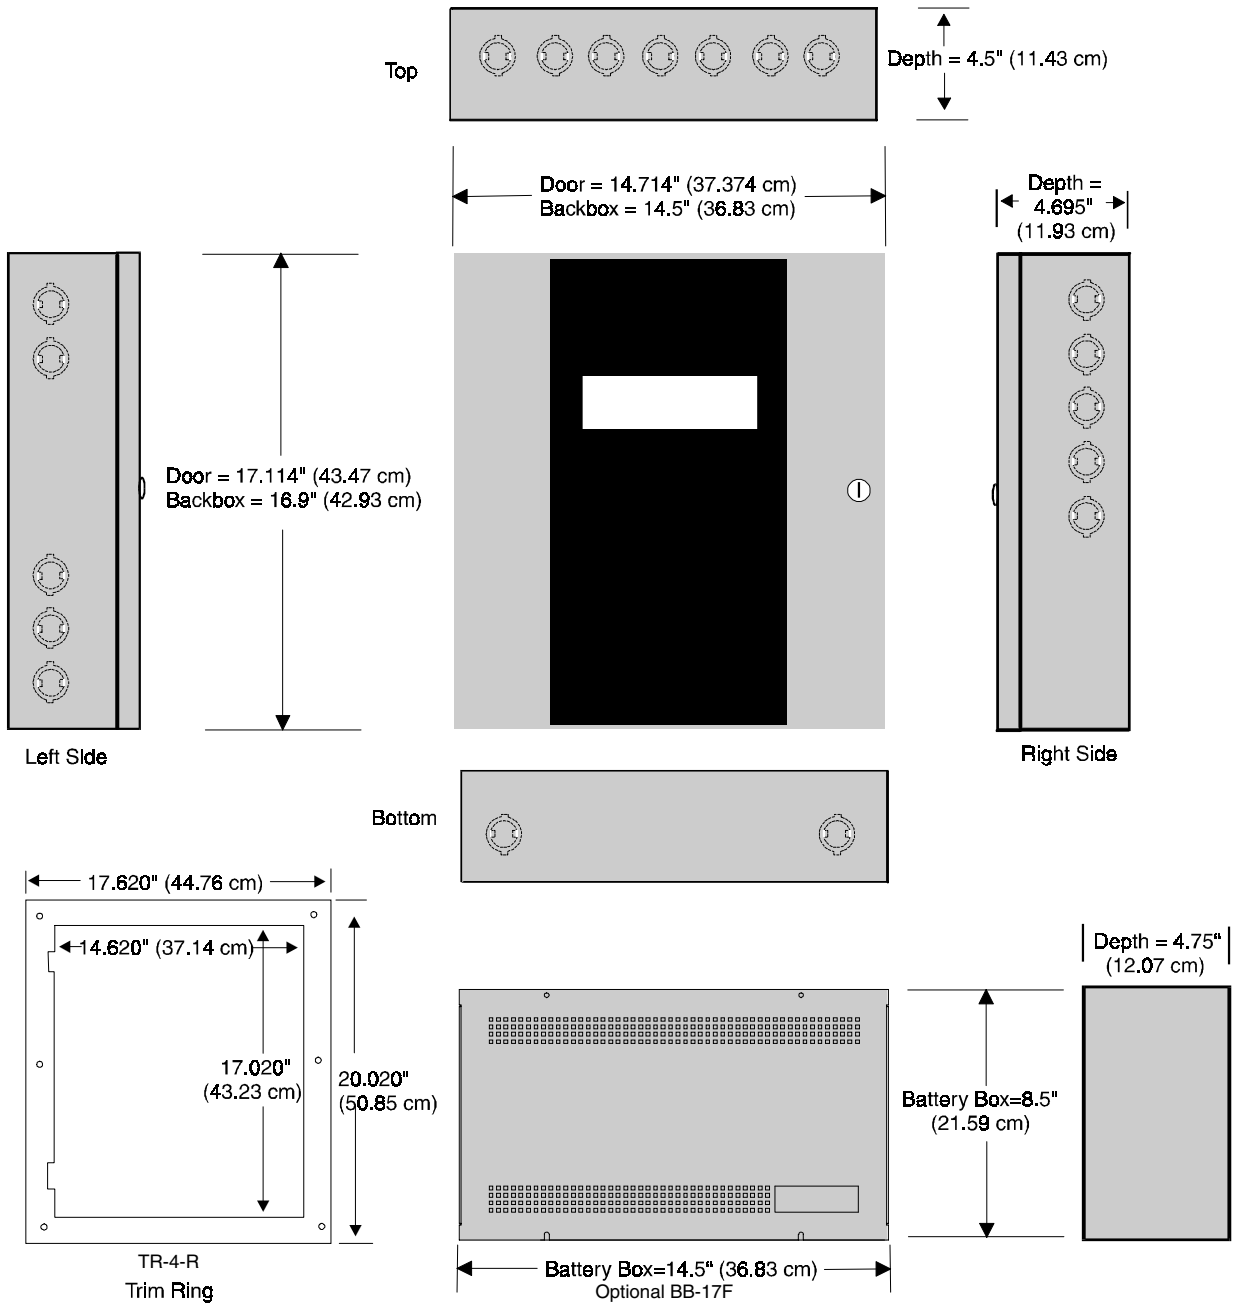 Top
Depth = 4.5" (11.43 cm)
Door = 14.714" (37.374 cm)
Backbox = 14.5" (36.83 cm)
Depth =
4.695"
(11.93 cm)
Door = 17.114" (43.47 cm)
Backbox = 16.9" (42.93 cm)
Left Side
Right Side
Bottom
17.620" (44.76 cm)
14.620" (37.14 cm)
17.020"
(43.23 cm)
20.020"
(50.85 cm)
TR-4-R
Trim Ring
Depth = 4.75"
(12.07 cm)
Battery Box=8.5"
(21.59 cm)
Battery Box=14.5" (36.83 cm)
Optional BB-17F